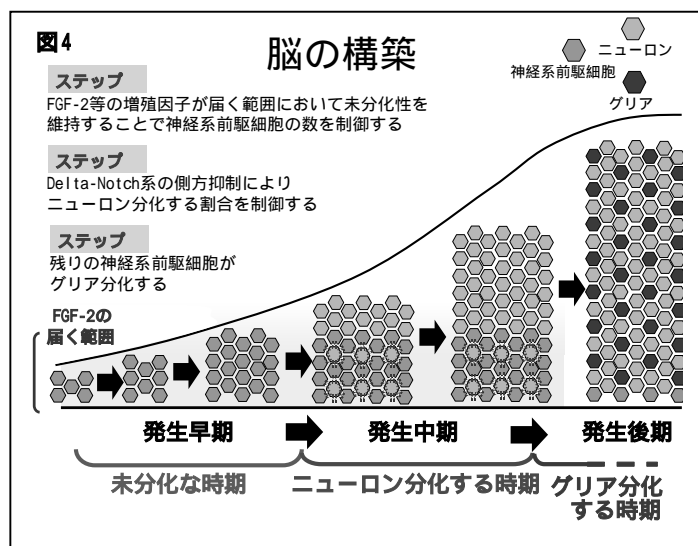 図4
脳の構築
ニューロン
神経系前駆細胞
グリア
ステップ
FGF-2等の増殖因子が届く範囲において未分化性を
維持することで神経系前駆細胞の数を制御する
ステップ
Delta-Notch系の側方抑制により
ニューロン分化する割合を制御する
ステップ
残りの神経系前駆細胞が
グリア分化する
FGF-2の
届く範囲
発生早期
発生中期
発生後期
未分化な時期
ニューロン分化する時期
グリア分化
する時期